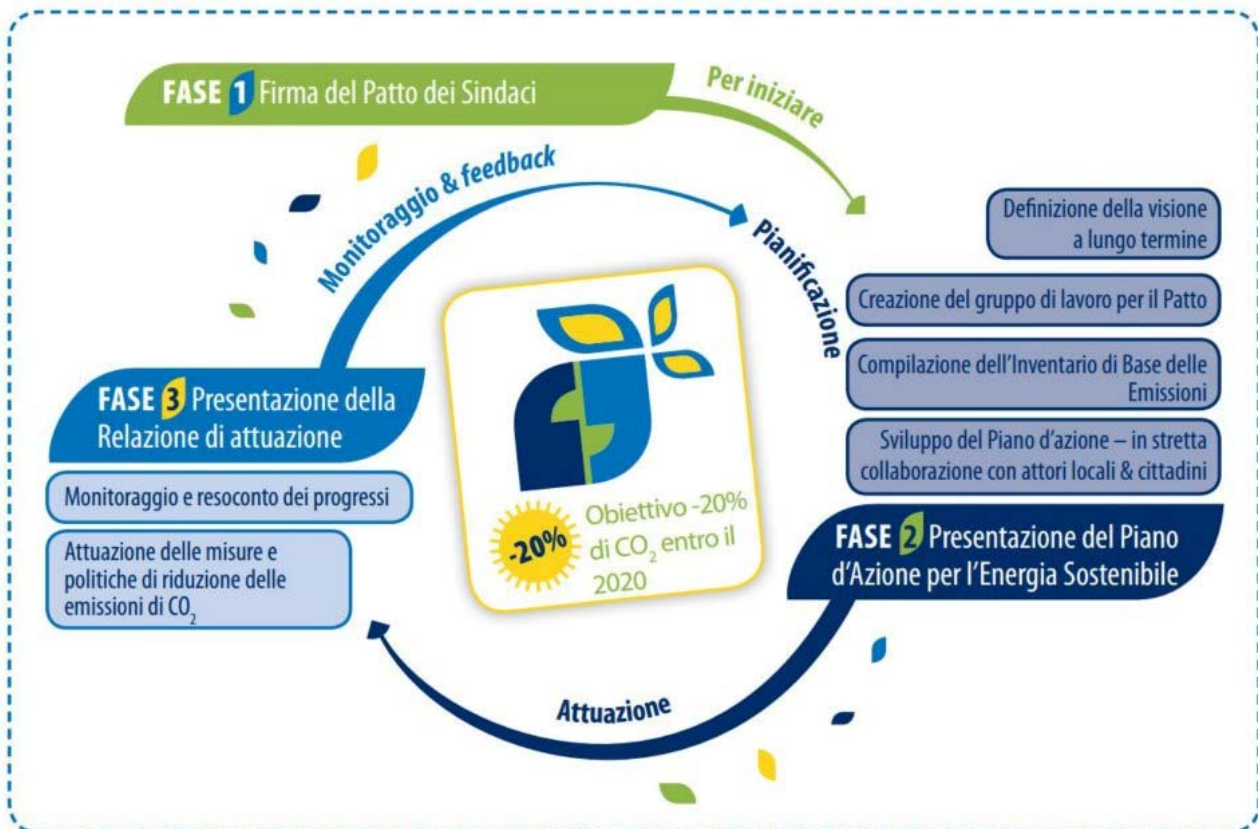 FASE 1 Firma del Patto dei Sindaci
Per iniziare
Monitoraggio & feedback
Pianificazione
Definizione della visione
a lungo termine
Creazione del gruppo di lavoro per il Patto
Compilazione dell'Inventario di Base delle
Emissioni
Sviluppo del Piano d'azione – in stretta
collaborazione con attori locali & cittadini
FASE 2 Presentazione del Piano
d'Azione per l'Energia Sostenibile
Attuazione
FASE 3 Presentazione della
Relazione di attuazione
Monitoraggio e resoconto dei progressi
Attuazione delle misure e
politiche di riduzione delle
emissioni di CO₂
-20%
Obiettivo -20%
di CO₂ entro il
2020